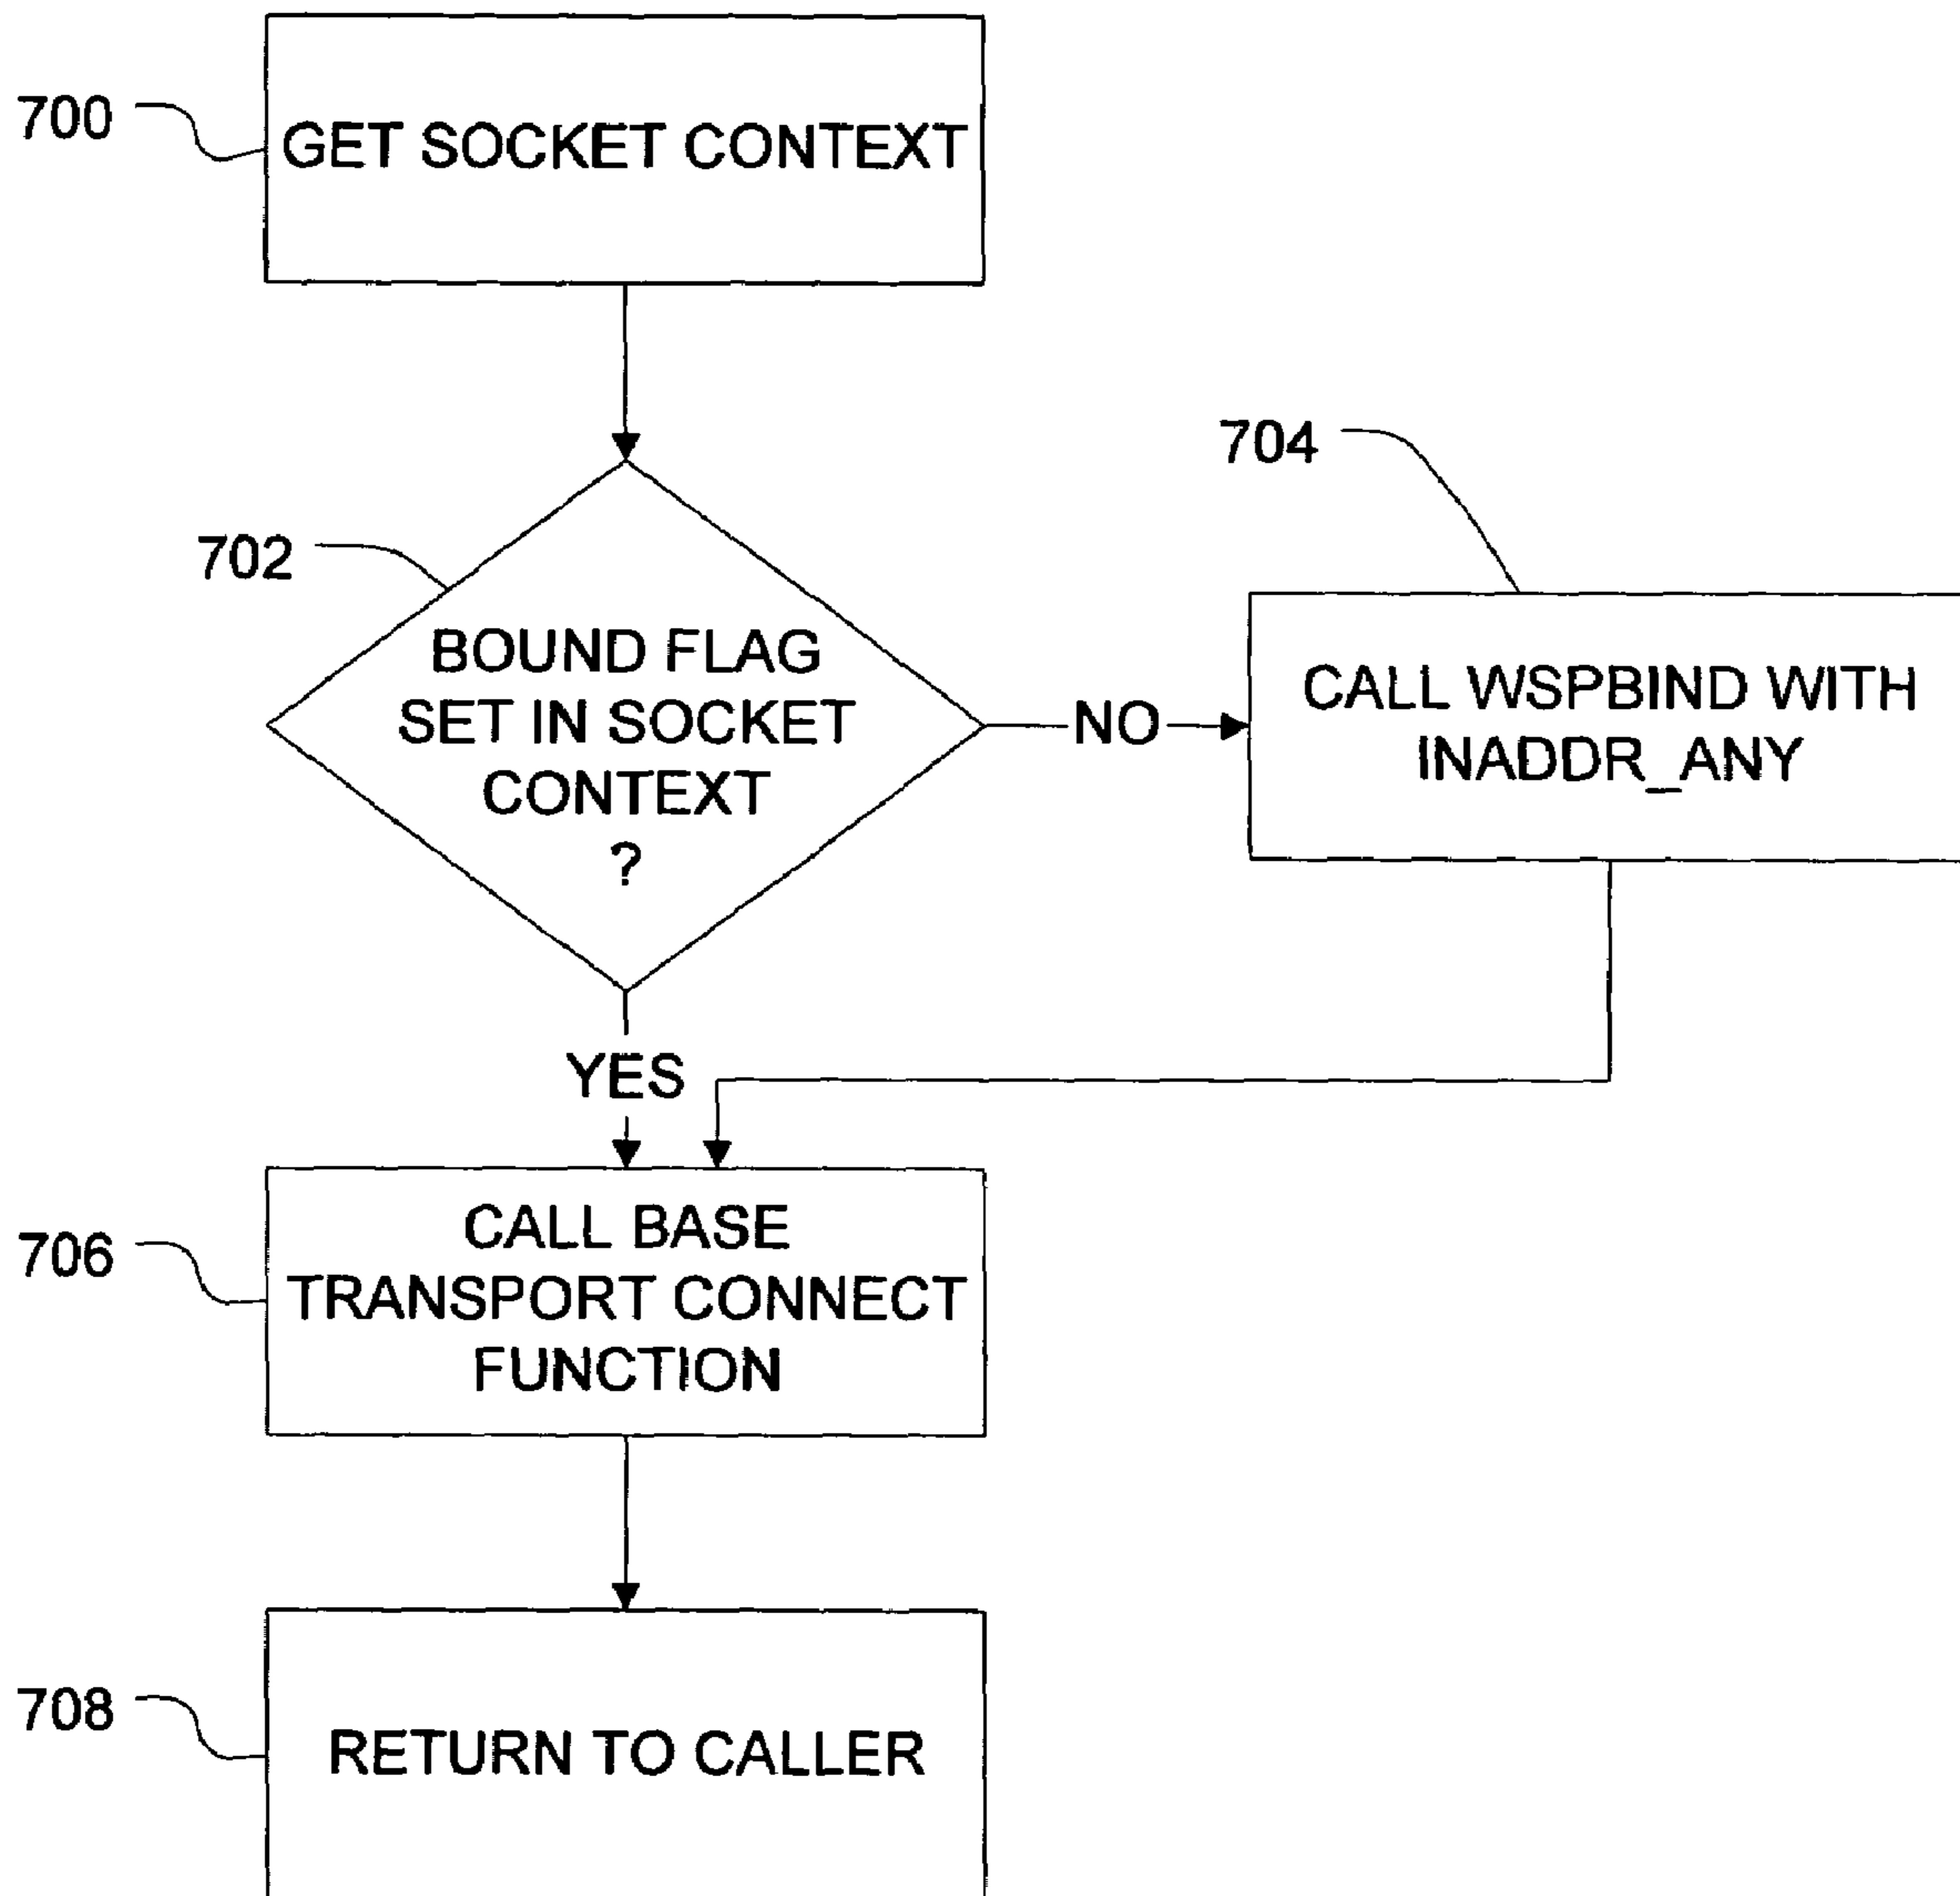 700
GET SOCKET CONTEXT
704
702
BOUND FLAG
SET IN SOCKET
CONTEXT
?
NO
CALL WSPBIND WITH
INADDR_ANY
YES
706
CALL BASE
TRANSPORT CONNECT
FUNCTION
708
RETURN TO CALLER